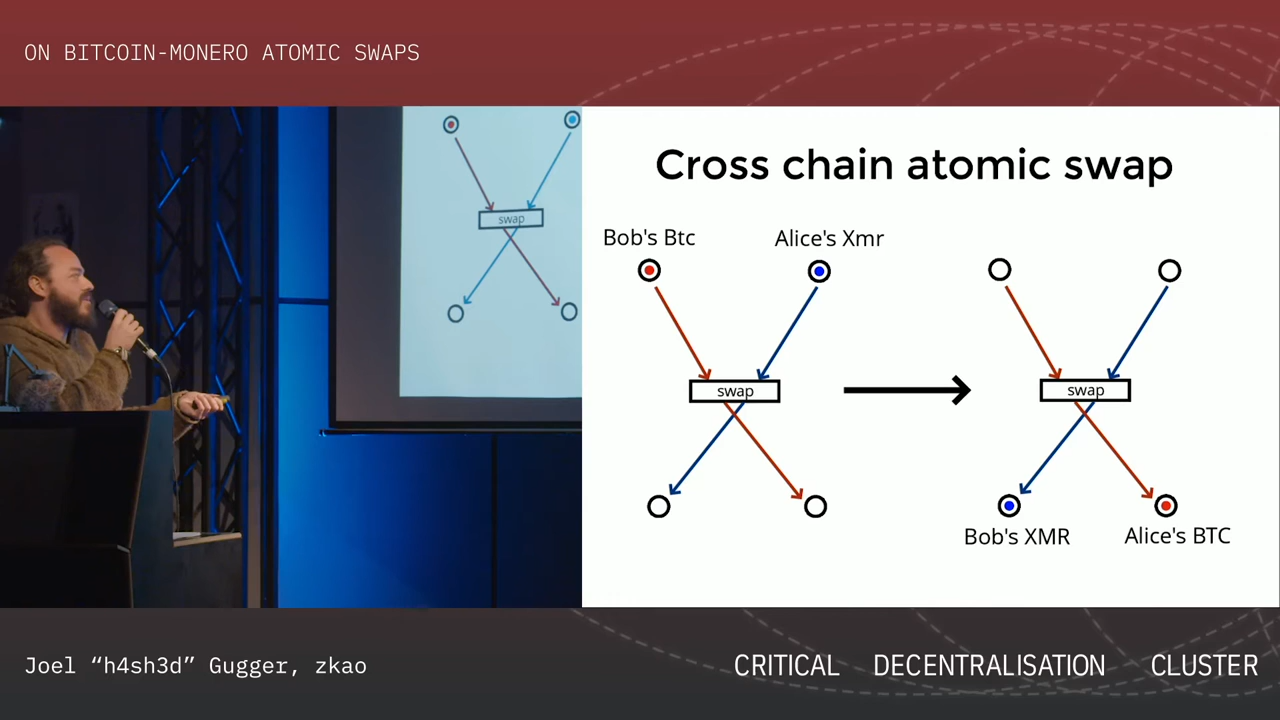 ON BITCOIN-MONERO ATOMIC SWAPS
swap
Cross chain atomic swap
Bob's Btc
Alice's Xmr
swap
swap
Bob's XMR
Alice's BTC
Joel “h4sh3d” Gugger, zkao
CRITICAL DECENTRALISATION CLUSTER